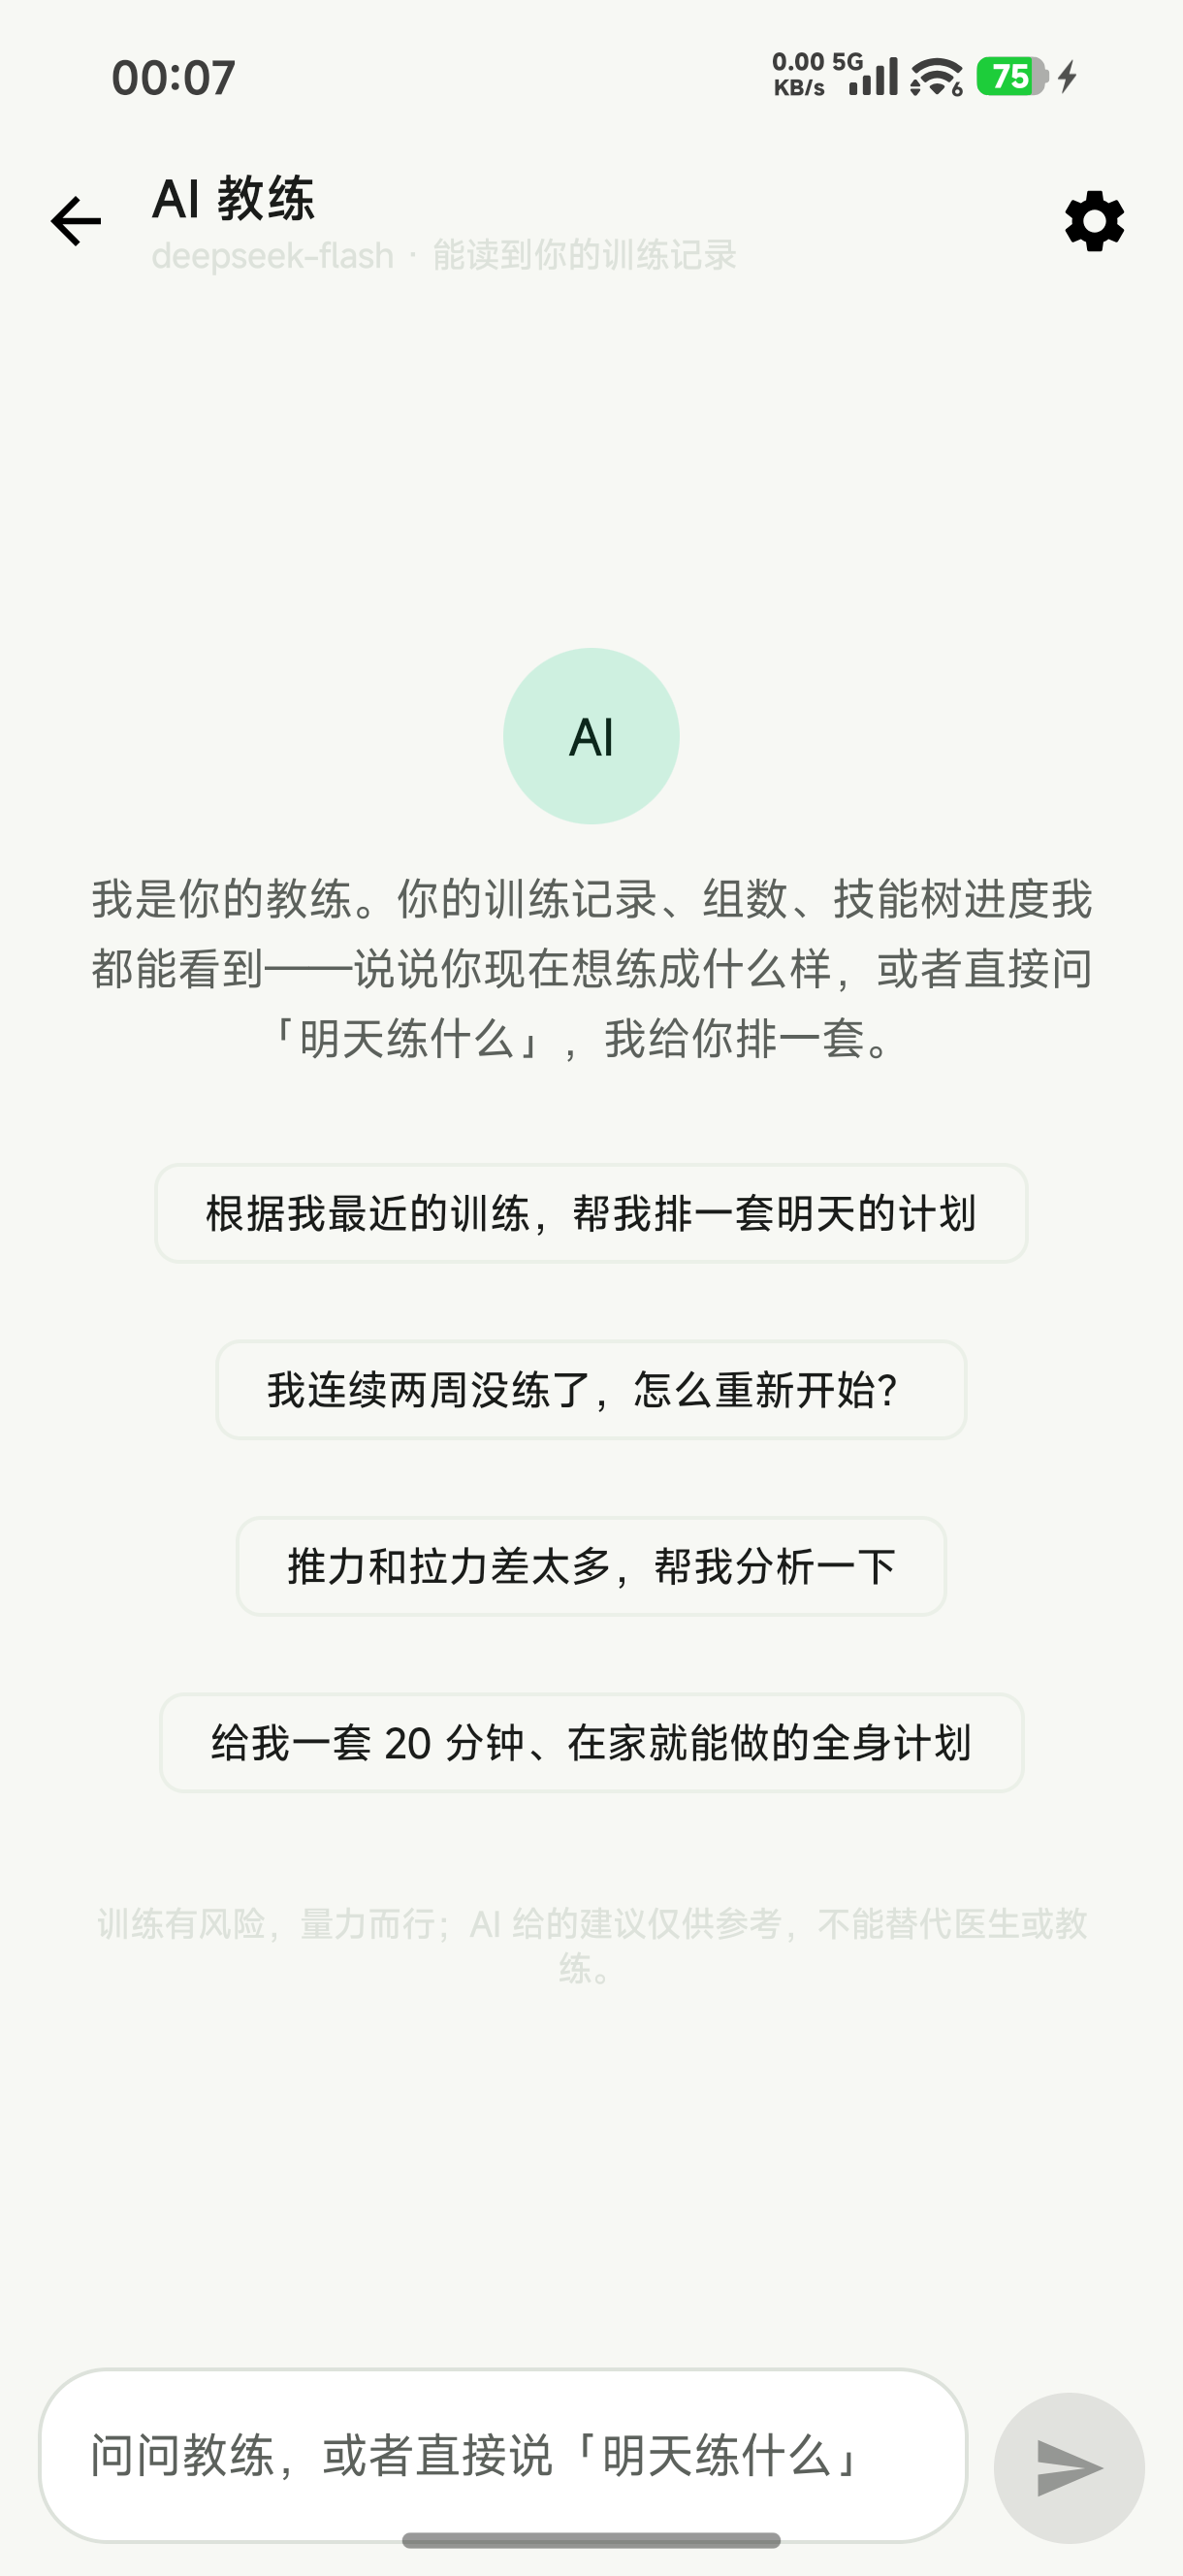 00:07
0.00 5G
KB/s
6
75
AI 教练
deepseek-flash · 能读到你的训练记录
AI
我是你的教练。你的训练记录、组数、技能树进度我
都能看到——说说你现在想练成什么样，或者直接问
「明天练什么」，我给你排一套。
根据我最近的训练，帮我排一套明天的计划
我连续两周没练了，怎么重新开始？
推力和拉力差太多，帮我分析一下
给我一套 20 分钟、在家就能做的全身计划
训练有风险，量力而行；AI 给的建议仅供参考，不能替代医生或教
练。
问问教练，或者直接说「明天练什么」